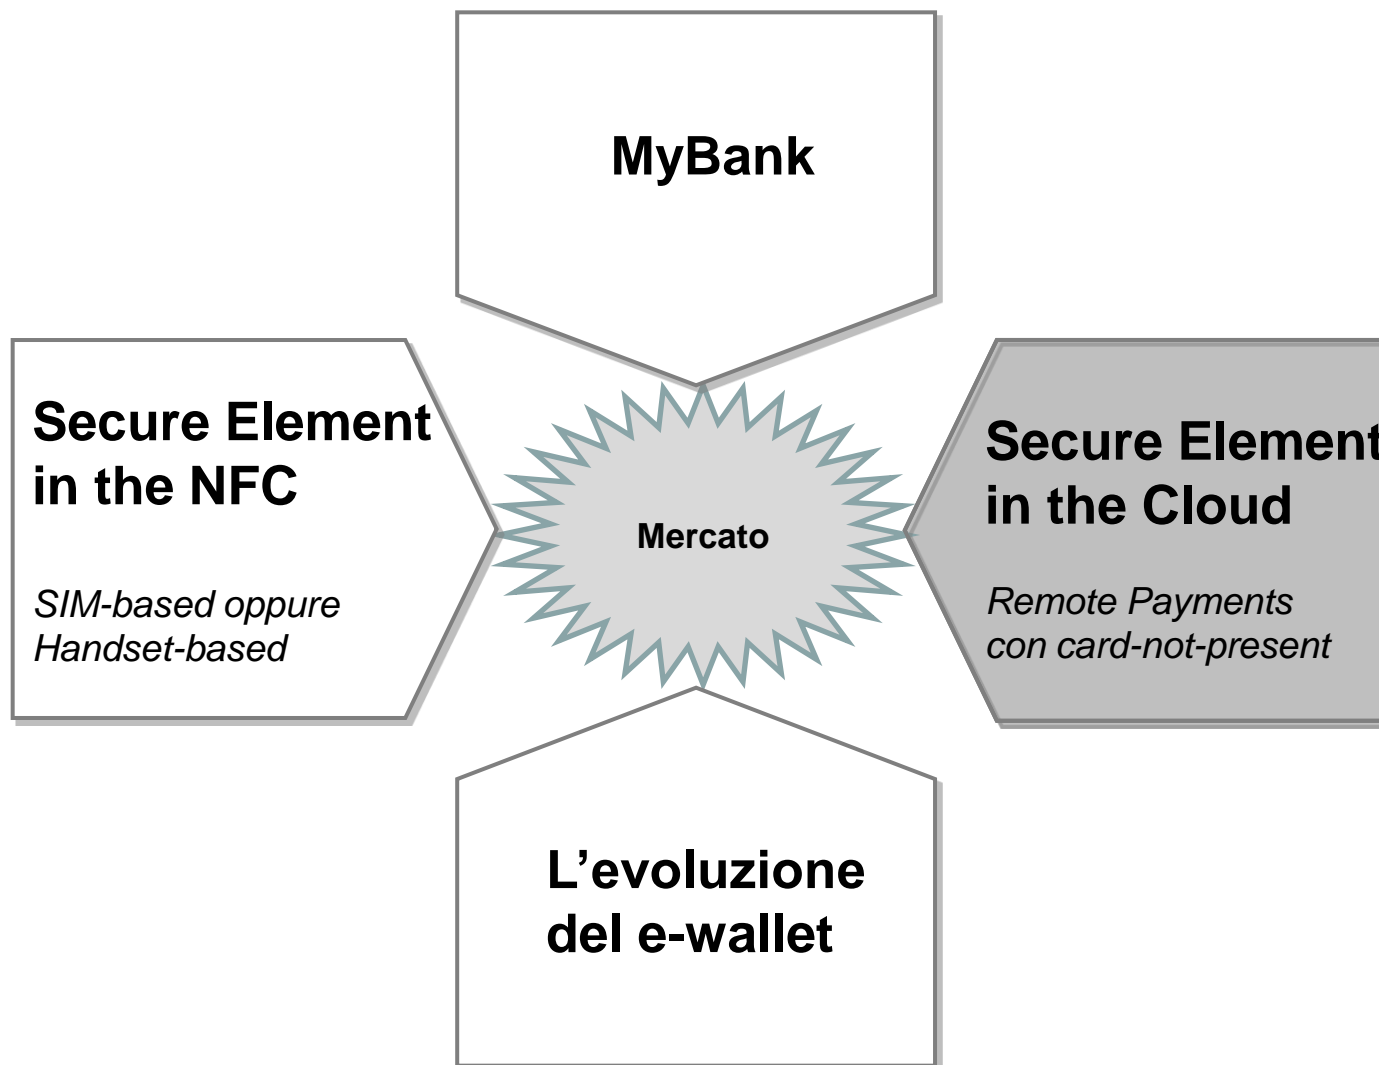 MyBank
Secure Element
in the NFC
SIM-based oppure
Handset-based
Mercato
Secure Element
in the Cloud
Remote Payments
con card-not-present
L’evoluzione
del e-wallet